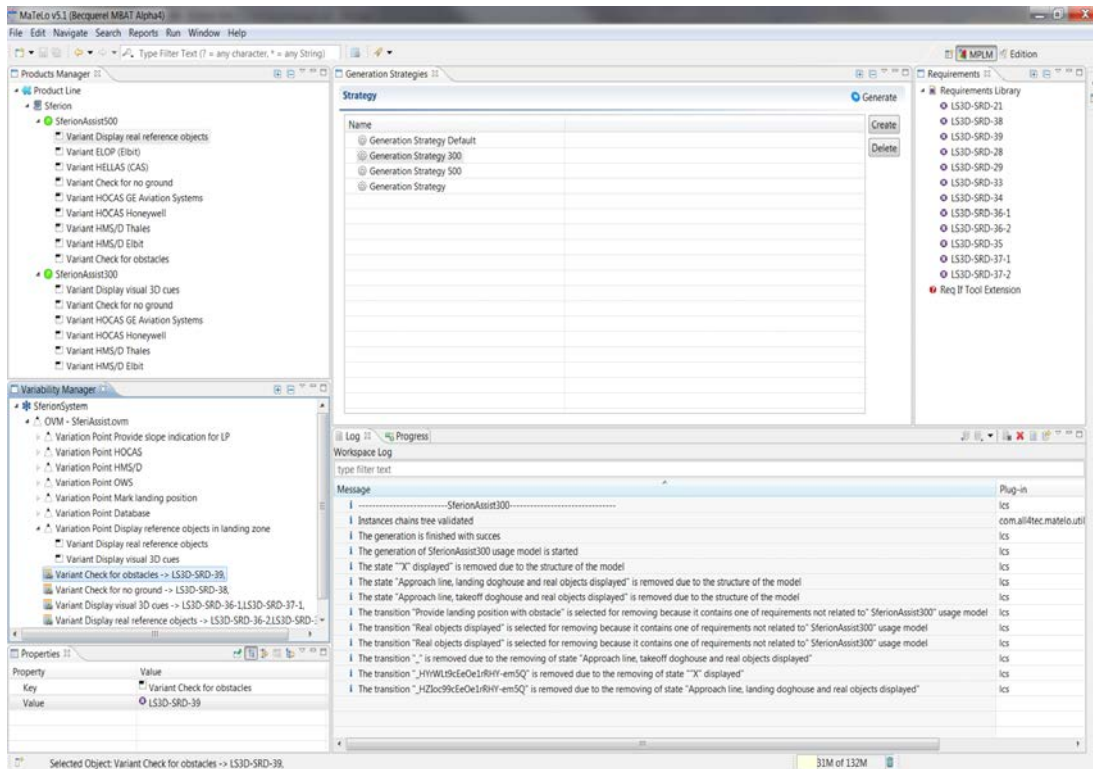 MaTeLo v5.1 (Becquerel MBAT Alpha4)
File Edit Navigate Search Reports Run Window Help
Type Filter Text (? = any character, * = any String)
MPLM Edition
Products Manager
Product Line
Sferion
SferionAssist500
Variant Display real reference objects
Variant ELOP (Elbit)
Variant HELLAS (CAS)
Variant Check for no ground
Variant HOCAS GE Aviation Systems
Variant HOCAS Honeywell
Variant HMS/D Thales
Variant HMS/D Elbit
Variant Check for obstacles
SferionAssist300
Variant Display visual 3D cues
Variant Check for no ground
Variant HOCAS GE Aviation Systems
Variant HOCAS Honeywell
Variant HMS/D Thales
Variant HMS/D Elbit
Generation Strategies
Strategy
Generate
Name
Create
Generation Strategy Default
Delete
Generation Strategy 300
Generation Strategy 500
Generation Strategy
Requirements
Requirements Library
LS3D-SRD-21
LS3D-SRD-38
LS3D-SRD-39
LS3D-SRD-28
LS3D-SRD-29
LS3D-SRD-33
LS3D-SRD-34
LS3D-SRD-36-1
LS3D-SRD-36-2
LS3D-SRD-35
LS3D-SRD-37-1
LS3D-SRD-37-2
Req If Tool Extension
Variability Manager
SferionSystem
OVM - SferiAssist.ovm
Variation Point Provide slope indication for LP
Variation Point HOCAS
Variation Point HMS/D
Variation Point OWS
Variation Point Mark landing position
Variation Point Database
Variation Point Display reference objects in landing zone
Variant Display real reference objects
Variant Display visual 3D cues
Variant Check for obstacles -> LS3D-SRD-39,
Variant Check for no ground -> LS3D-SRD-38,
Variant Display visual 3D cues -> LS3D-SRD-36-1,LS3D-SRD-37-1,
Variant Display real reference objects -> LS3D-SRD-36-2,LS3D-SRD-
Properties
Property Value
Key Variant Check for obstacles
Value LS3D-SRD-39
Log Progress
Workspace Log
type filter text
Message Plug-in
---------------------------SferionAssist300-------------------------------- lcs
Instances chains tree validated com.all4tec.matelo.util
The generation is finished with succes lcs
The generation of SferionAssist300 usage model is started lcs
The state ""X" displayed" is removed due to the structure of the model lcs
The state "Approach line, landing doghouse and real objects displayed" is removed due to the structure of the model lcs
The state "Approach line, takeoff doghouse and real objects displayed" is removed due to the structure of the model lcs
The transition "Provide landing position with obstacle" is selected for removing because it contains one of requirements not related to" SferionAssist300" usage model lcs
The transition "Real objects displayed" is selected for removing because it contains one of requirements not related to" SferionAssist300" usage model lcs
The transition "Real objects displayed" is selected for removing because it contains one of requirements not related to" SferionAssist300" usage model lcs
The transition "_" is removed due to the removing of state "Approach line, takeoff doghouse and real objects displayed" lcs
The transition "_HYrWLt9cEeOe1rRHY-em5Q" is removed due to the removing of state ""X" displayed" lcs
The transition "_HZIoc99cEeOe1rRHY-em5Q" is removed due to the removing of state "Approach line, landing doghouse and real objects displayed" lcs
Selected Object: Variant Check for obstacles -> LS3D-SRD-39,
31M of 132M